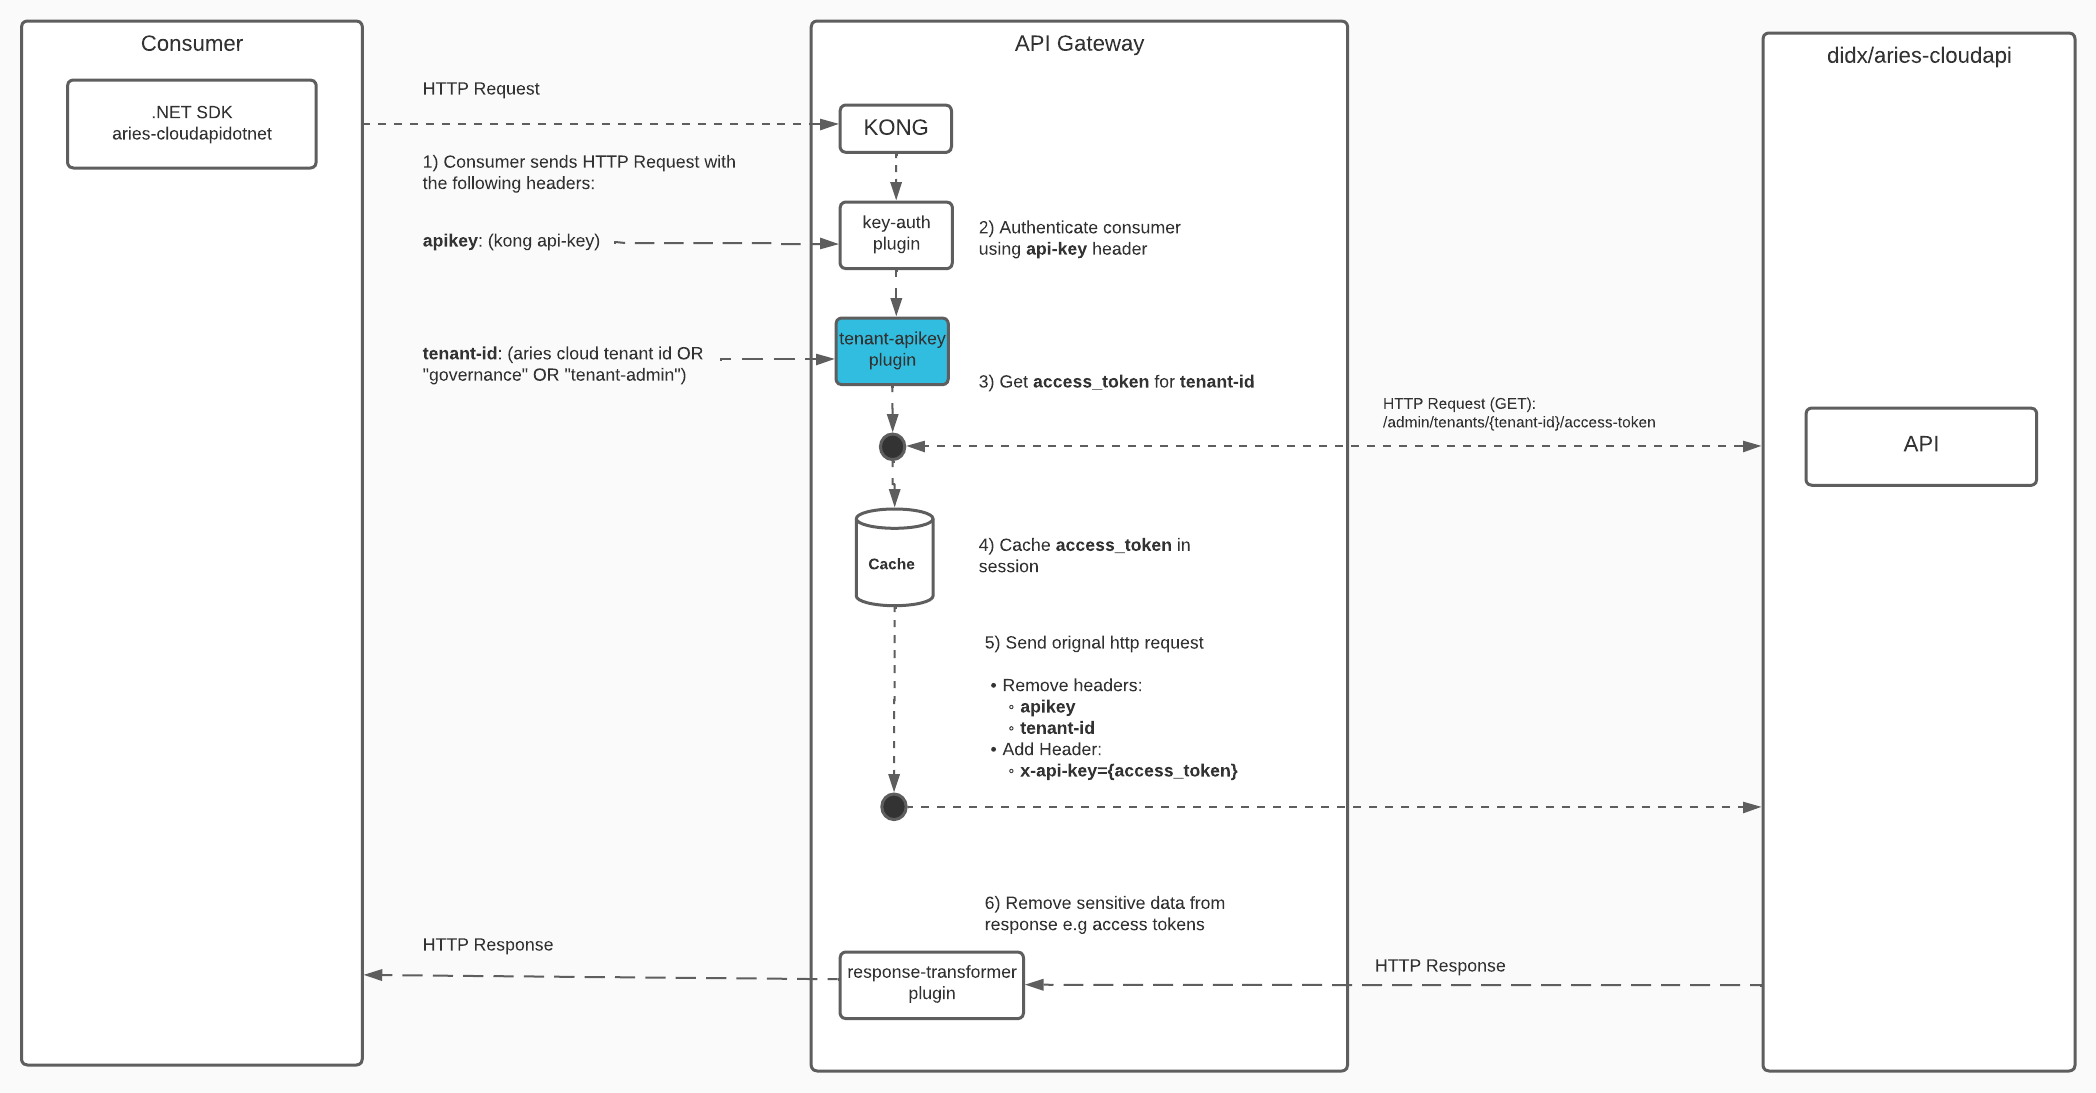 Consumer
.NET SDK
aries-cloudapidotnet
HTTP Request
1) Consumer sends HTTP Request with
the following headers:
apikey: (kong api-key)
tenant-id: (aries cloud tenant id OR
"governance" OR "tenant-admin")
HTTP Response
API Gateway
KONG
key-auth
plugin
2) Authenticate consumer
using api-key header
tenant-apikey
plugin
3) Get access_token for tenant-id
Cache
4) Cache access_token in
session
5) Send orignal http request
• Remove headers:
◦ apikey
◦ tenant-id
• Add Header:
◦ x-api-key={access_token}
6) Remove sensitive data from
response e.g access tokens
response-transformer
plugin
HTTP Request (GET):
/admin/tenants/{tenant-id}/access-token
HTTP Response
didx/aries-cloudapi
API